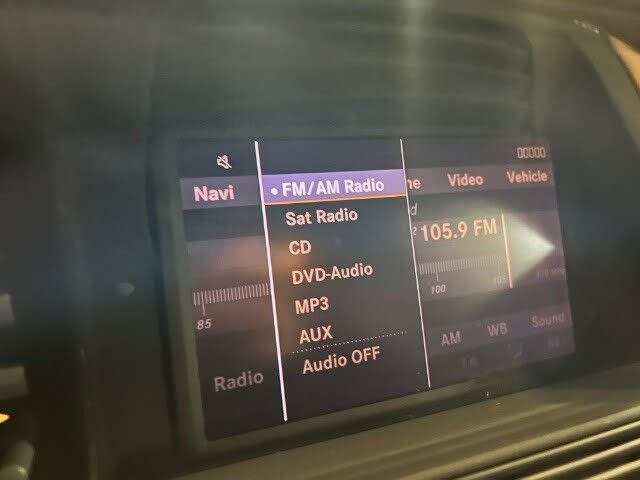 Navi
FM/AM Radio
Video
Vehicle
Sat Radio
CD
105.9 FM
DVD-Audio
85
100
MP3
AUX
AM
WB
Sound
Audio OFF
Radio